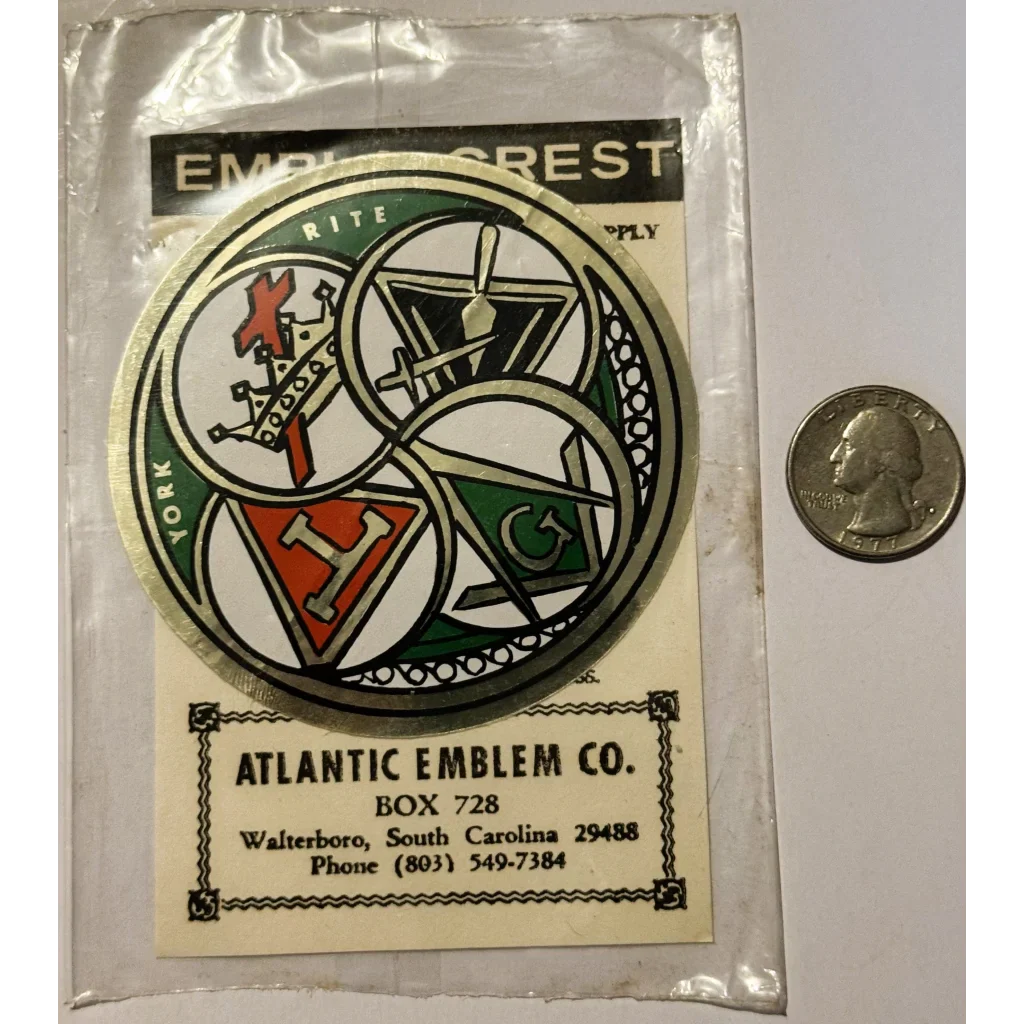 CREST
PPLY
YORK RITE
H
G
ss.
ATLANTIC EMBLEM CO.
BOX 728
Walterboro, South Carolina 29488
Phone (803) 549-7384
LIBERTY
IN GOD WE
TRUST
1977